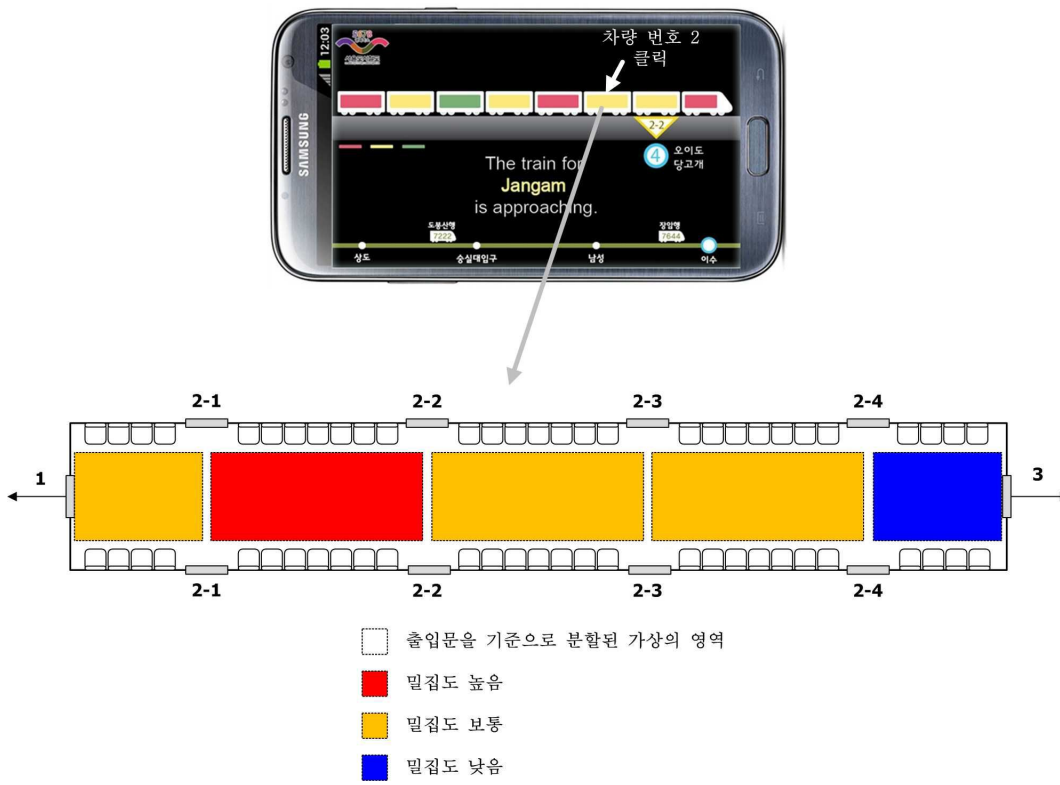 12:03
SAMSUNG
차량 번호 2
클릭
2-2
4
오이도
당고개
The train for
Jangam
is approaching.
도봉산행
7222
장암행
7644
상도
숭실대입구
남성
이수
2-1
2-2
2-3
2-4
1
3
2-1
2-2
2-3
2-4
출입문을 기준으로 분할된 가상의 영역
밀집도 높음
밀집도 보통
밀집도 낮음